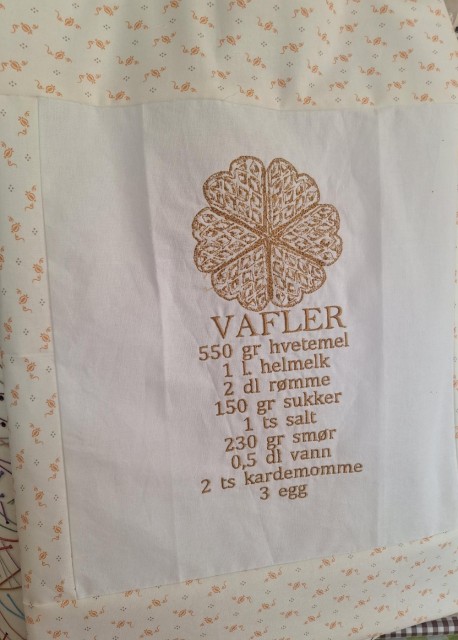 VAFLER
550 gr hvetemel
1 l. helmelk
2 dl rømme
150 gr sukker
1 ts salt
230 gr smør
0,5 dl vann
2 ts kardemomme
3 egg